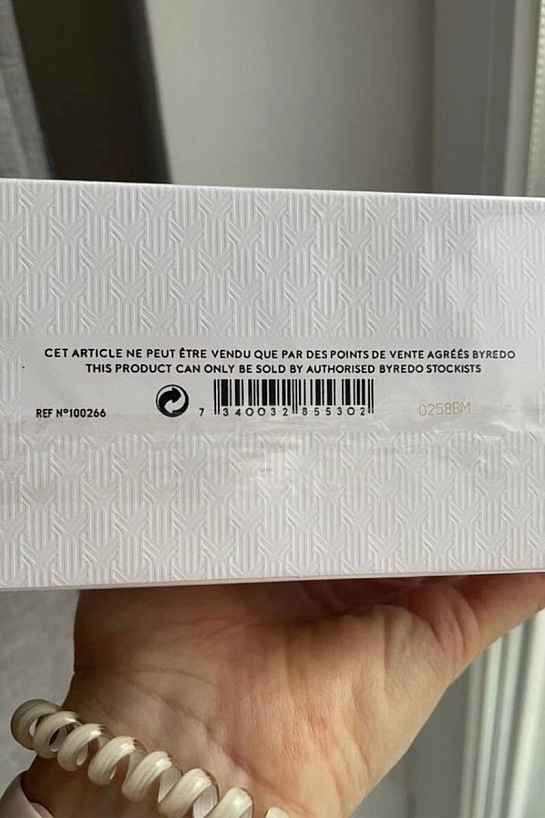 CET ARTICLE NE PEUT ÊTRE VENDU QUE PAR DES POINTS DE VENTE AGRÉÉS BYREDO
THIS PRODUCT CAN ONLY BE SOLD BY AUTHORISED BYREDO STOCKISTS
REF Nº100266 7 340032 855302 0258BM